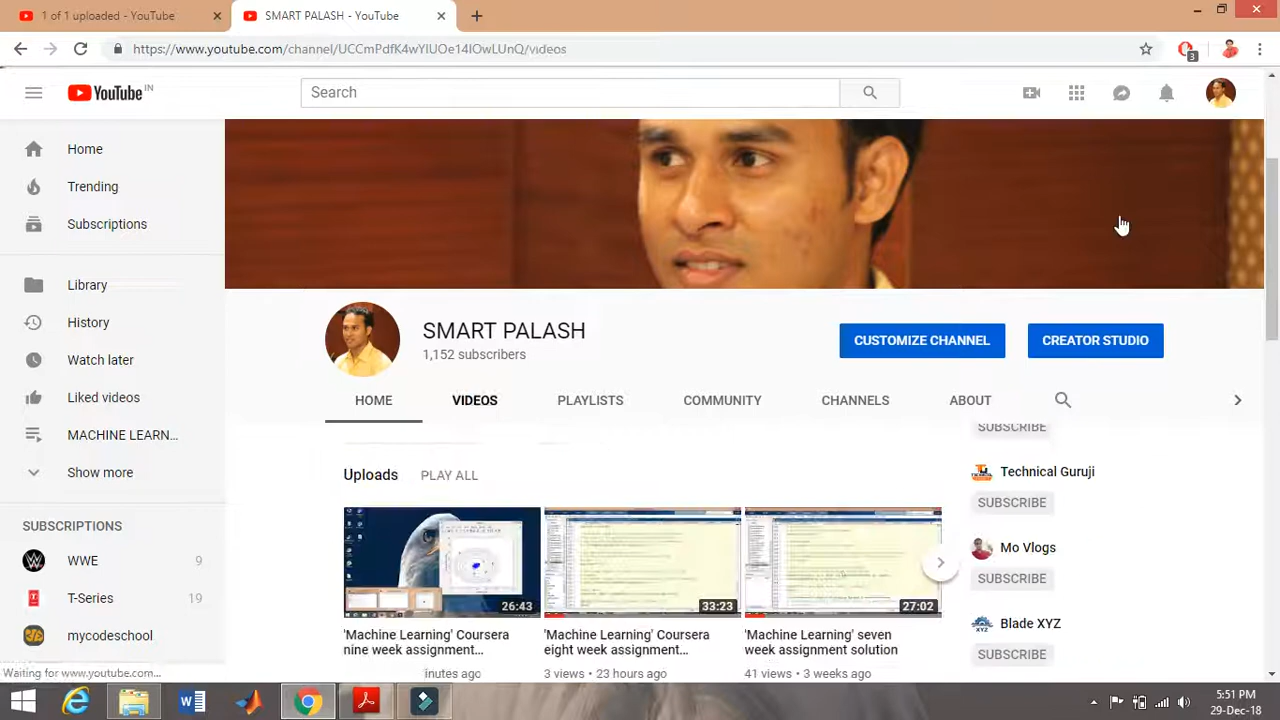 1 of 1 uploaded - YouTube
SMART PALASH - YouTube
https://www.youtube.com/channel/UCCmPdfK4wYlUOe14IOwLUnQ/videos
3
YouTube IN
Search
Home
Trending
Subscriptions
Library
History
Watch later
Liked videos
MACHINE LEARN...
Show more
SUBSCRIPTIONS
WWE 9
T-Series 19
mycodeschool
Waiting for youtube.com...
SMART PALASH
1,152 subscribers
CUSTOMIZE CHANNEL
CREATOR STUDIO
HOME VIDEOS PLAYLISTS COMMUNITY CHANNELS ABOUT
Uploads PLAY ALL
26:43
'Machine Learning' Coursera
nine week assignment...
inutes ago
33:23
'Machine Learning' Coursera
eight week assignment...
3 views • 23 hours ago
27:02
'Machine Learning' seven
week assignment solution
41 views • 3 weeks ago
SUBSCRIBE
Technical Guruji
SUBSCRIBE
Mo Vlogs
SUBSCRIBE
Blade XYZ
SUBSCRIBE
5:51 PM
29-Dec-18